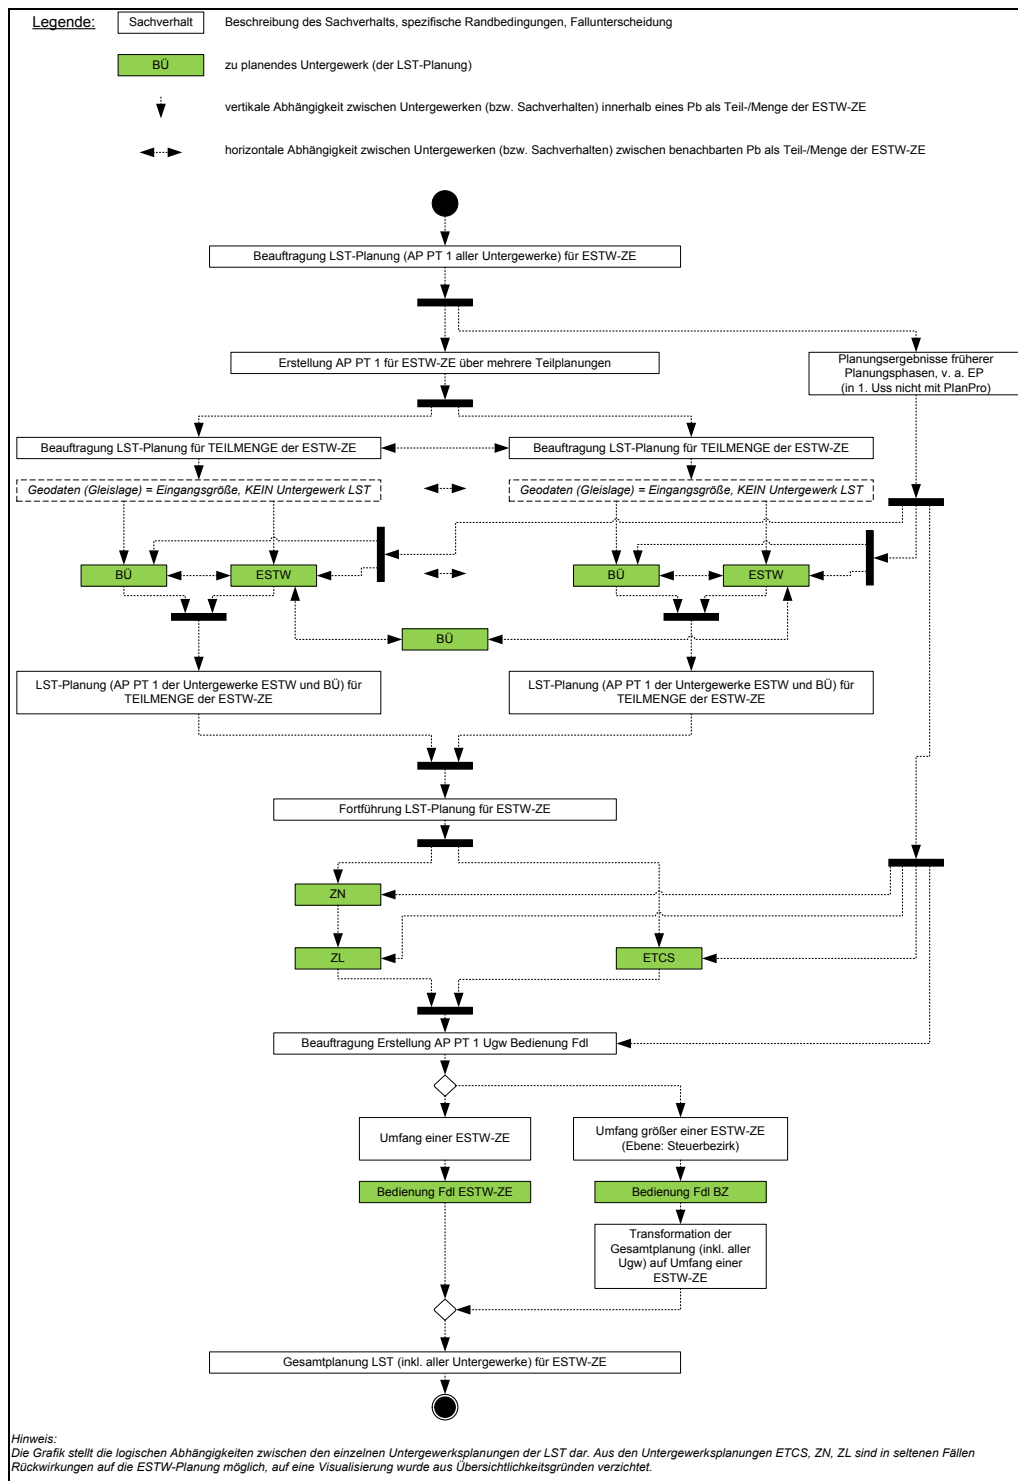 Legende:
Sachverhalt
Beschreibung des Sachverhalts, spezifische Randbedingungen, Fallunterscheidung
BÜ
zu planendes Untergewerk (der LST-Planung)
vertikale Abhängigkeit zwischen Untergewerken (bzw. Sachverhalten) innerhalb eines Pb als Teil-/Menge der ESTW-ZE
horizontale Abhängigkeit zwischen Untergewerken (bzw. Sachverhalten) zwischen benachbarten Pb als Teil-/Menge der ESTW-ZE
Beauftragung LST-Planung (AP PT 1 aller Untergewerke) für ESTW-ZE
Erstellung AP PT 1 für ESTW-ZE über mehrere Teilplanungen
Planungsergebnisse früherer
Planungsphasen, v. a. EP
(in 1. Uss nicht mit PlanPro)
Beauftragung LST-Planung für TEILMENGE der ESTW-ZE
Beauftragung LST-Planung für TEILMENGE der ESTW-ZE
Geodaten (Gleislage) = Eingangsgröße, KEIN Untergewerk LST
Geodaten (Gleislage) = Eingangsgröße, KEIN Untergewerk LST
BÜ
ESTW
BÜ
ESTW
BÜ
LST-Planung (AP PT 1 der Untergewerke ESTW und BÜ) für
TEILMENGE der ESTW-ZE
LST-Planung (AP PT 1 der Untergewerke ESTW und BÜ) für
TEILMENGE der ESTW-ZE
Fortführung LST-Planung für ESTW-ZE
ZN
ZL
ETCS
Beauftragung Erstellung AP PT 1 Ugw Bedienung Fdl
Umfang einer ESTW-ZE
Umfang größer einer ESTW-ZE
(Ebene: Steuerbezirk)
Bedienung Fdl ESTW-ZE
Bedienung Fdl BZ
Transformation der
Gesamtplanung (inkl. aller
Ugw) auf Umfang einer
ESTW-ZE
Gesamtplanung LST (inkl. aller Untergewerke) für ESTW-ZE
Hinweis:
Die Grafik stellt die logischen Abhängigkeiten zwischen den einzelnen Untergewerksplanungen der LST dar. Aus den Untergewerksplanungen ETCS, ZN, ZL sind in seltenen Fällen
Rückwirkungen auf die ESTW-Planung möglich, auf eine Visualisierung wurde aus Übersichtlichkeitsgründen verzichtet.